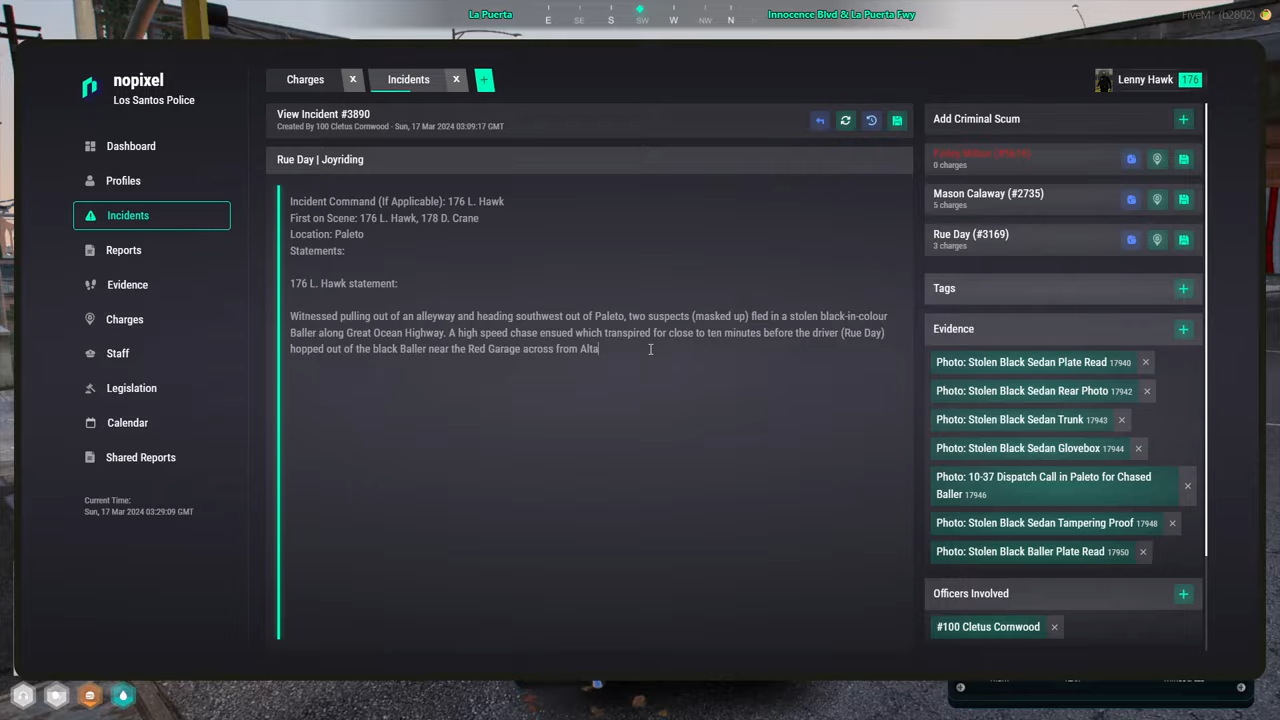 La Puerta
E SE S SW W NW N
Innocence Blvd & La Puerta Fwy
FiveM® (b2802)
nopixel
Los Santos Police
Charges x
Incidents x
+
Lenny Hawk 176
View Incident #3890
Created By 100 Cletus Cornwood - Sun, 17 Mar 2024 03:09:17 GMT
Rue Day | Joyriding
Dashboard
Profiles
Incidents
Reports
Evidence
Charges
Staff
Legislation
Calendar
Shared Reports
Current Time:
Sun, 17 Mar 2024 03:29:09 GMT
Incident Command (If Applicable): 176 L. Hawk
First on Scene: 176 L. Hawk, 178 D. Crane
Location: Paleto
Statements:
176 L. Hawk statement:
Witnessed pulling out of an alleyway and heading southwest out of Paleto, two suspects (masked up) fled in a stolen black-in-colour
Baller along Great Ocean Highway. A high speed chase ensued which transpired for close to ten minutes before the driver (Rue Day)
hopped out of the black Baller near the Red Garage across from Alta
Add Criminal Scum +
0 charges
Mason Calaway (#2735)
5 charges
Rue Day (#3169)
3 charges
Tags +
Evidence +
Photo: Stolen Black Sedan Plate Read 17940 x
Photo: Stolen Black Sedan Rear Photo 17942 x
Photo: Stolen Black Sedan Trunk 17943 x
Photo: Stolen Black Sedan Glovebox 17944 x
Photo: 10-37 Dispatch Call in Paleto for Chased
Baller 17946 x
Photo: Stolen Black Sedan Tampering Proof 17948 x
Photo: Stolen Black Baller Plate Read 17950 x
Officers Involved +
#100 Cletus Cornwood x